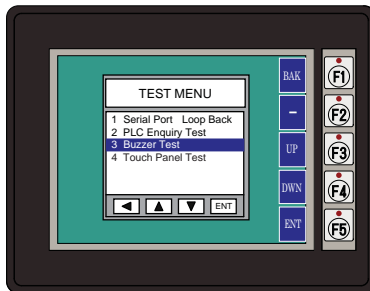 TEST MENU
1 Serial Port Loop Back
2 PLC Enquiry Test
3 Buzzer Test
4 Touch Panel Test
ENT
BAK
–
UP
DWN
ENT
F1
F2
F3
F4
F5